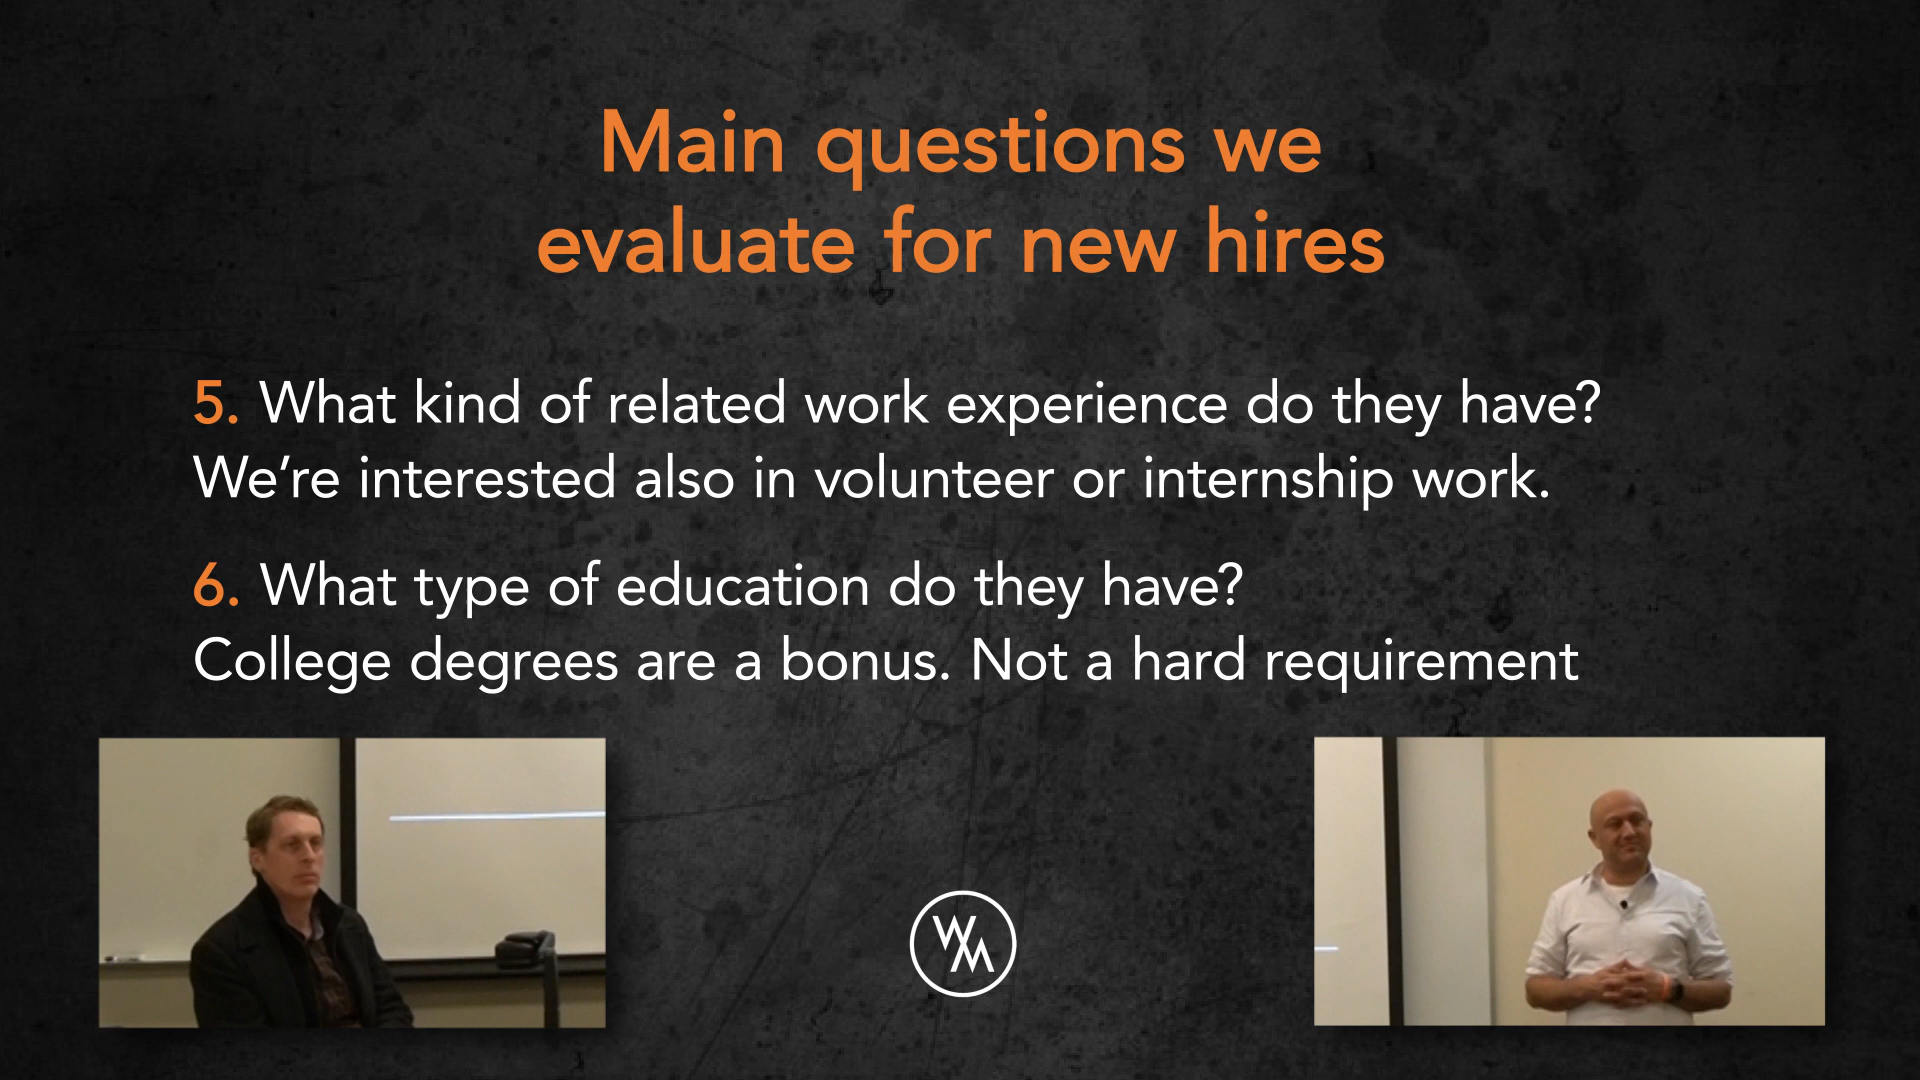 Main questions we
evaluate for new hires
5. What kind of related work experience do they have?
We’re interested also in volunteer or internship work.
6. What type of education do they have?
College degrees are a bonus. Not a hard requirement
WM